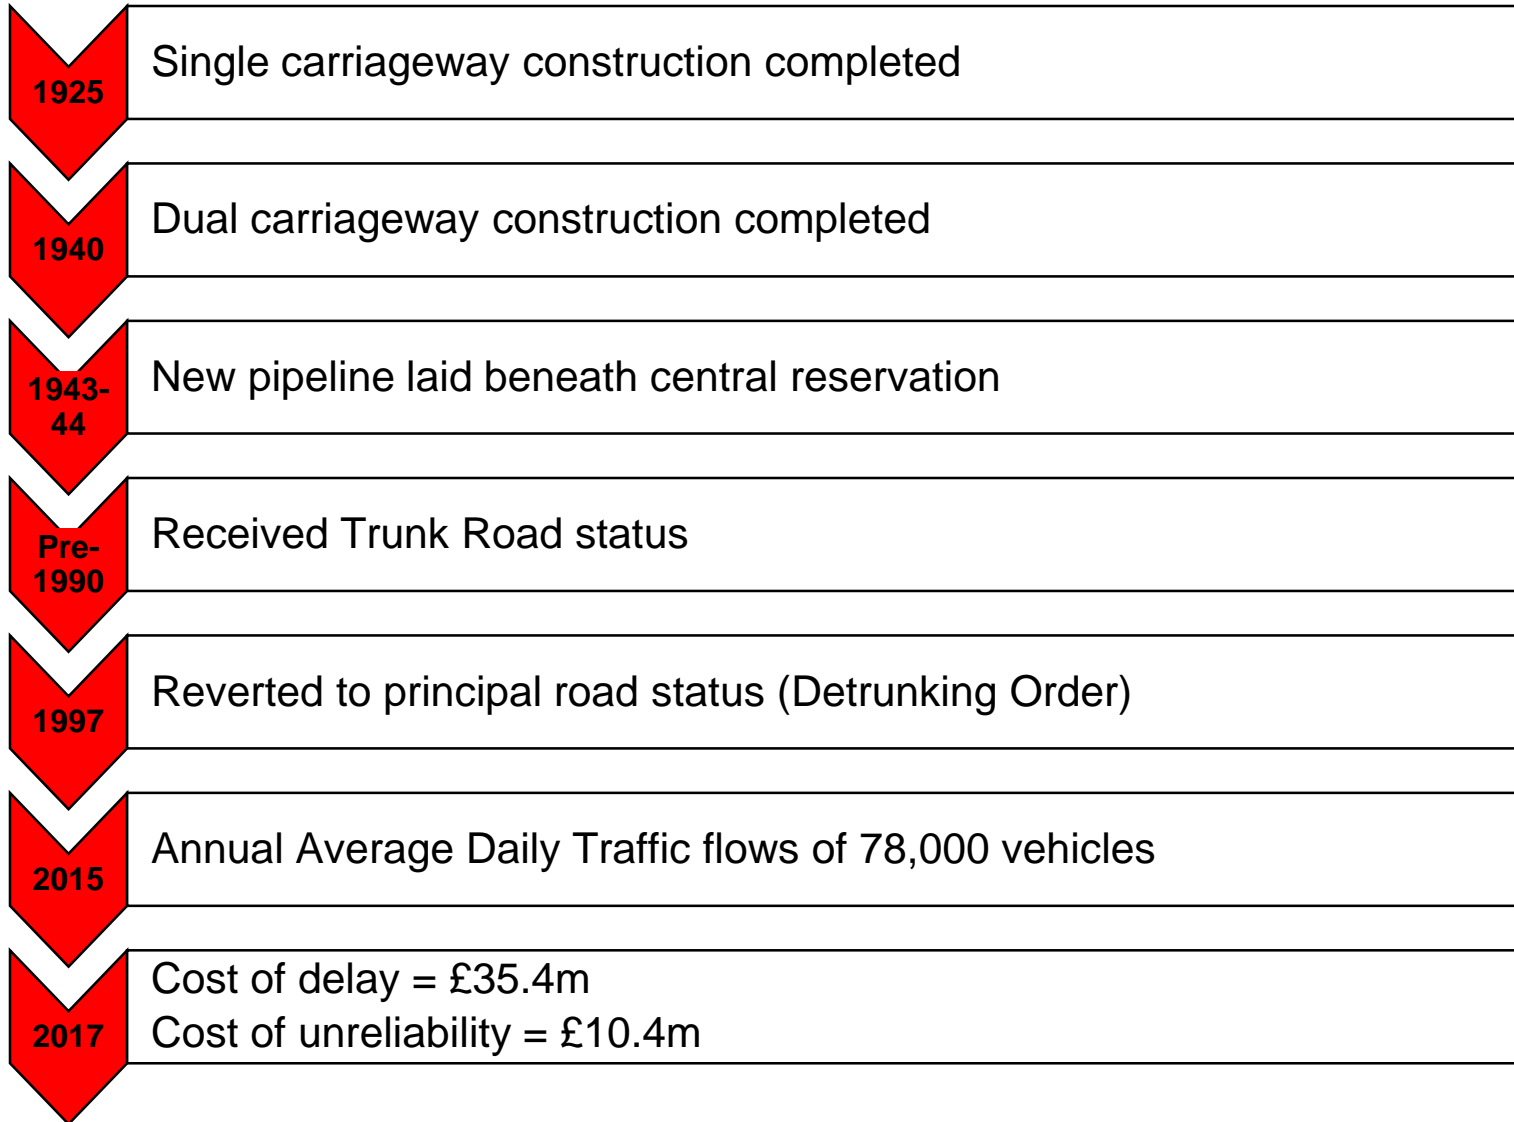 1925
Single carriageway construction completed
1940
Dual carriageway construction completed
1943-
44
New pipeline laid beneath central reservation
Pre-
1990
Received Trunk Road status
1997
Reverted to principal road status (Detrunking Order)
2015
Annual Average Daily Traffic flows of 78,000 vehicles
2017
Cost of delay = £35.4m
Cost of unreliability = £10.4m